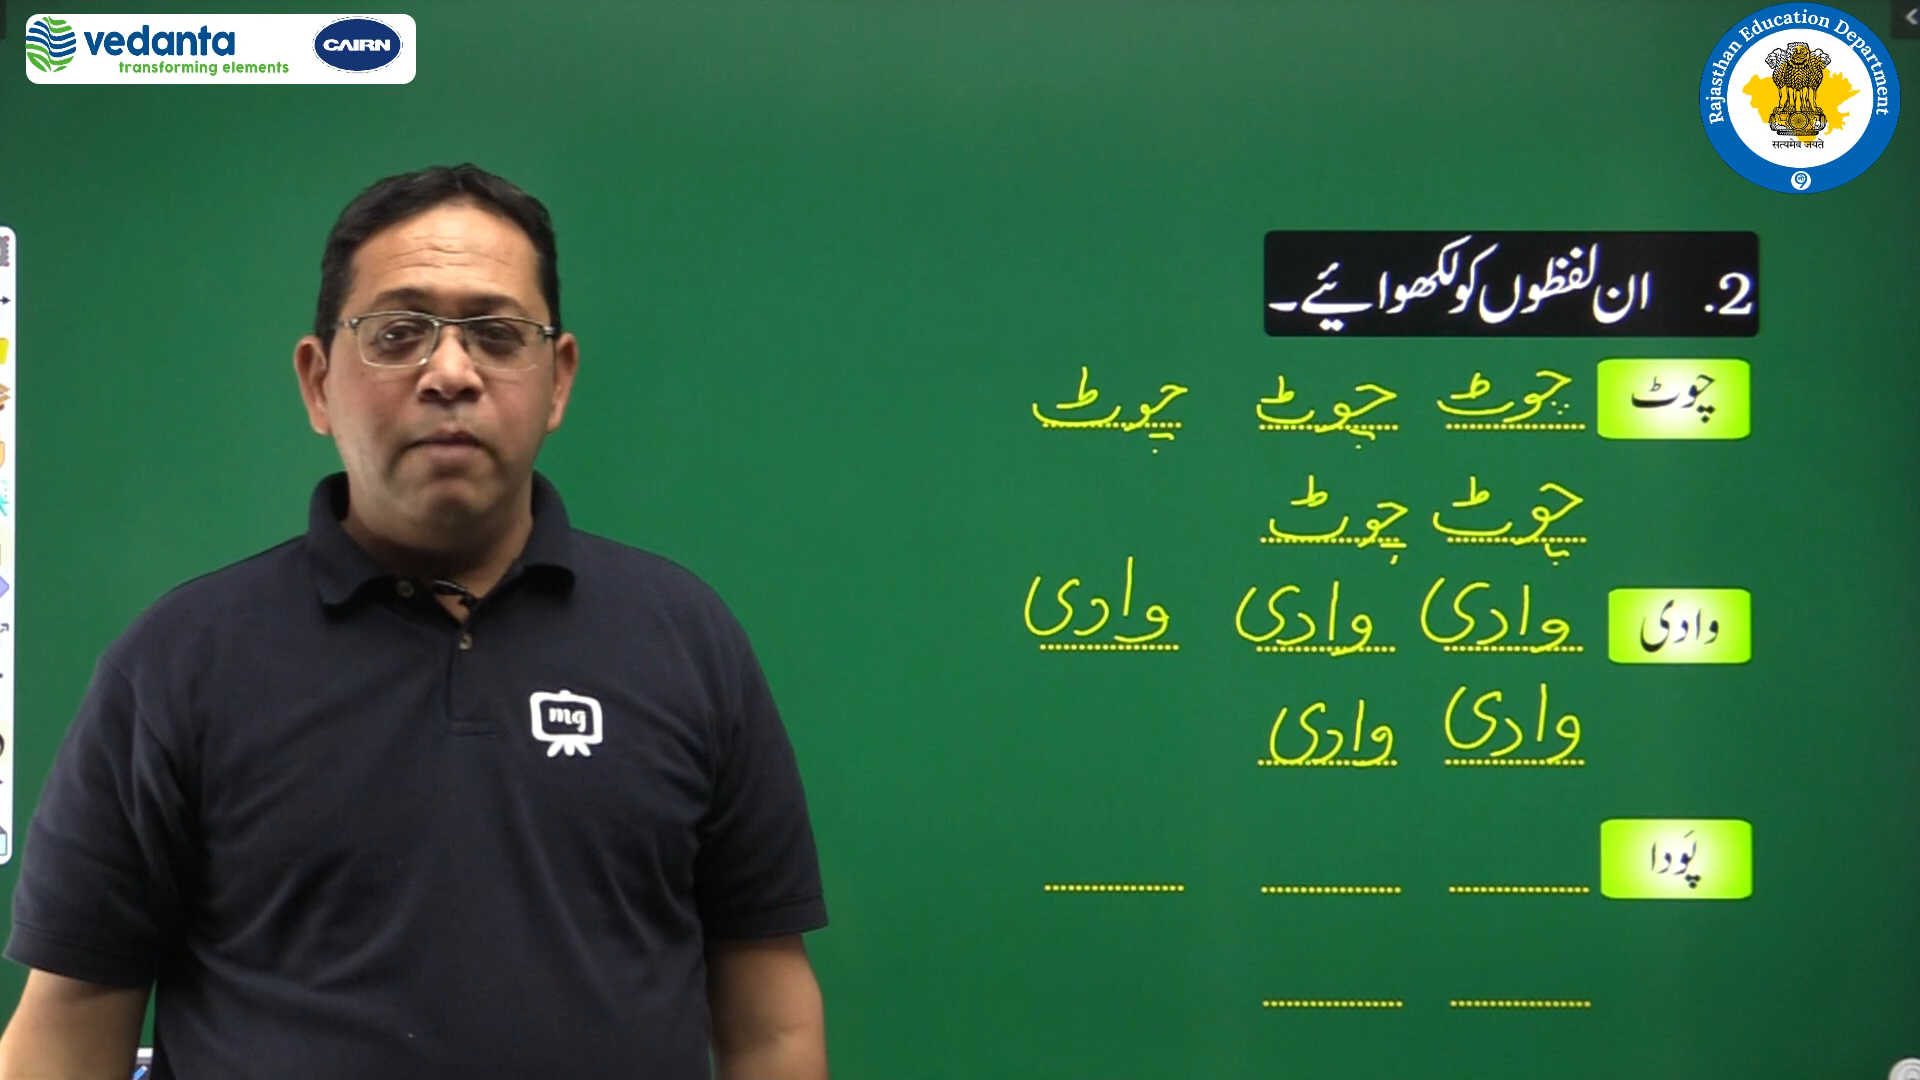 vedanta
transforming elements
CAIRN
Rajasthan Education Department
सत्यमेव जयते
2. ان لفظوں کو لکھوائیے۔
چوٹ چوٹ چوٹ چوٹ
چوٹ چوٹ
وادی وادی وادی وادی
وادی وادی
پَودا
mg